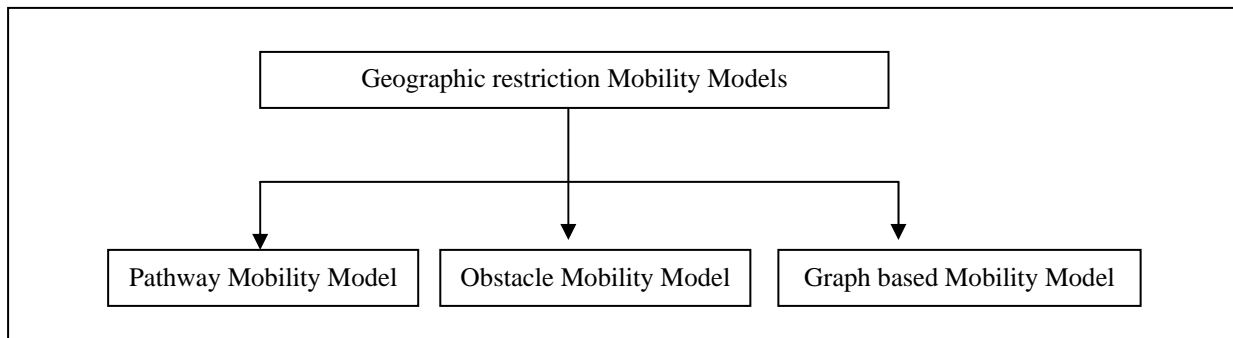 Geographic restriction Mobility Models
Pathway Mobility Model
Obstacle Mobility Model
Graph based Mobility Model